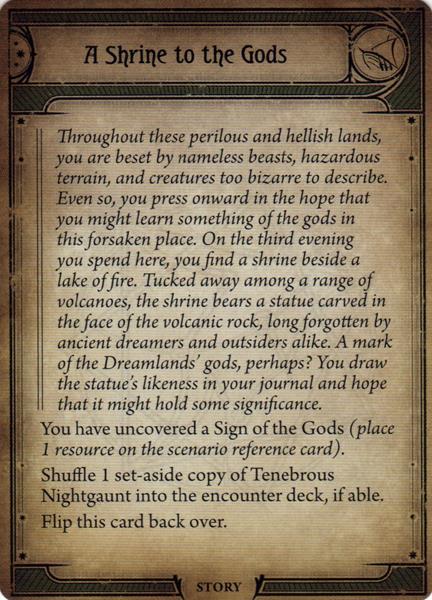 A Shrine to the Gods
Throughout these perilous and hellish lands,
you are beset by nameless beasts, hazardous
terrain, and creatures too bizarre to describe.
Even so, you press onward in the hope that
you might learn something of the gods in
this forsaken place. On the third evening
you spend here, you find a shrine beside a
lake of fire. Tucked away among a range of
volcanoes, the shrine bears a statue carved in
the face of the volcanic rock, long forgotten by
ancient dreamers and outsiders alike. A mark
of the Dreamlands' gods, perhaps? You draw
the statue's likeness in your journal and hope
that it might hold some significance.
You have uncovered a Sign of the Gods (place
1 resource on the scenario reference card).
Shuffle 1 set-aside copy of Tenebrous
Nightgaunt into the encounter deck, if able.
Flip this card back over.
STORY